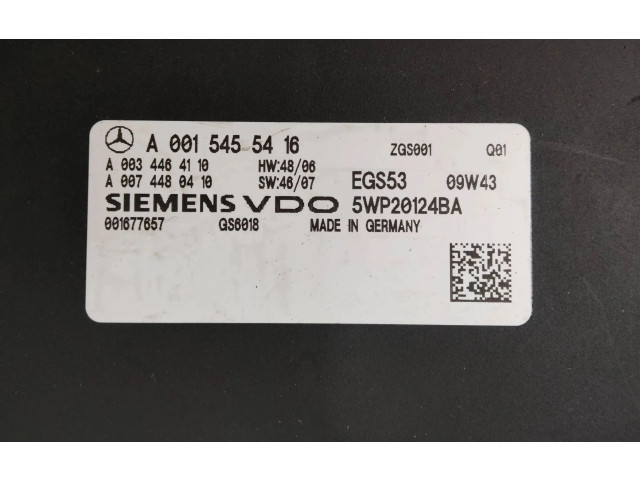 A 001 545 54 16 ZGS001 Q01
A 003 446 41 10 HW:48/06
A 007 448 04 10 SW:46/07 EGS53 09W43
SIEMENS VDO 5WP20124BA
001677657 GS6018 MADE IN GERMANY